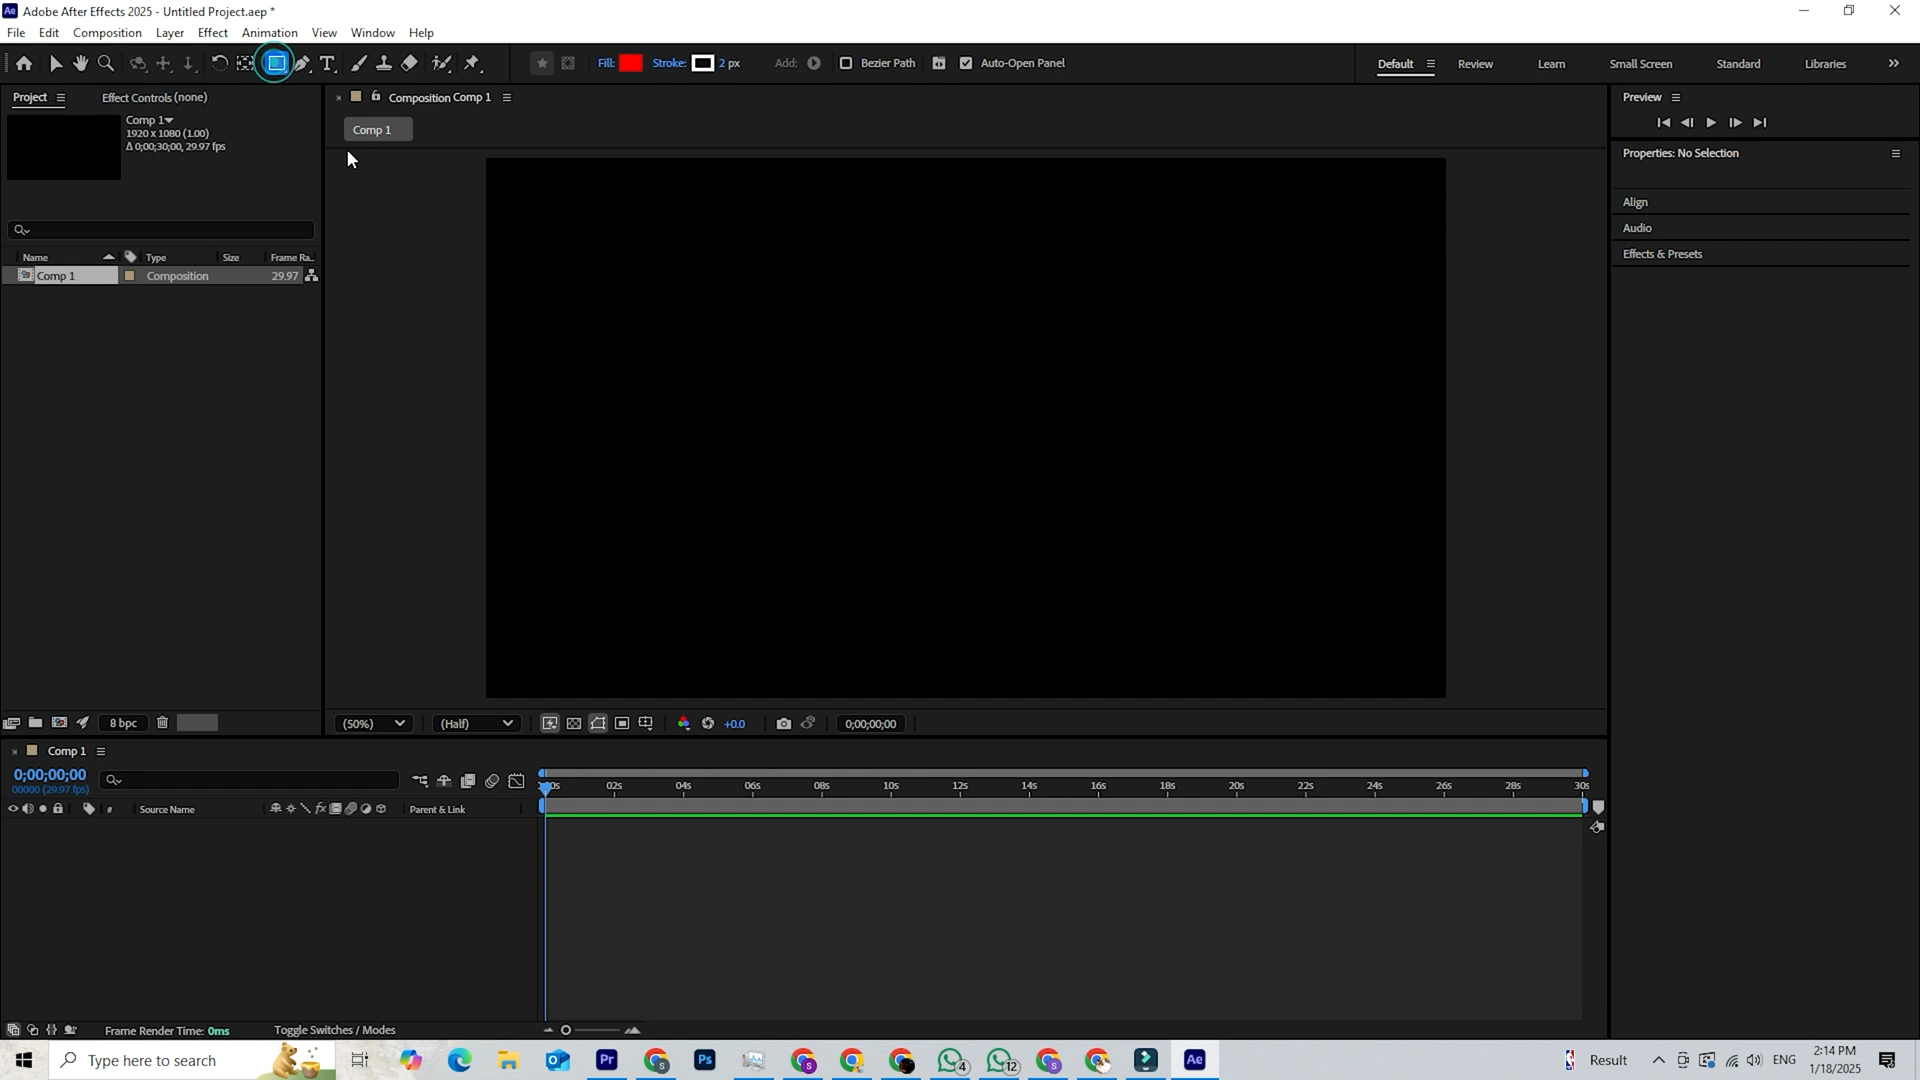 Adobe After Effects 2025 - Untitled Project.aep *
File Edit Composition Layer Effect Animation View Window Help
Fill: Stroke: 2 px Add: Bezier Path Auto-Open Panel Default Review Learn Small Screen Standard Libraries
Project Effect Controls (none)
Composition Comp 1
Preview
Comp 1
1920 x 1080 (1.00)
Δ 0;00;30;00, 29.97 fps
Comp 1
Properties: No Selection
Align
Audio
Effects & Presets
Name Type Size Frame Ra...
Comp 1 Composition 29.97
8 bpc
(50%) (Half) +0.0 0;00;00;00
Comp 1
0;00;00;00
00000 (29.97 fps)
02s 04s 06s 08s 10s 12s 14s 16s 18s 20s 22s 24s 26s 28s 30s
# Source Name fx Parent & Link
Frame Render Time: 0ms Toggle Switches / Modes
Type here to search
Pr S Ps S 4 12 S Ae
Result ENG
2:14 PM
1/18/2025